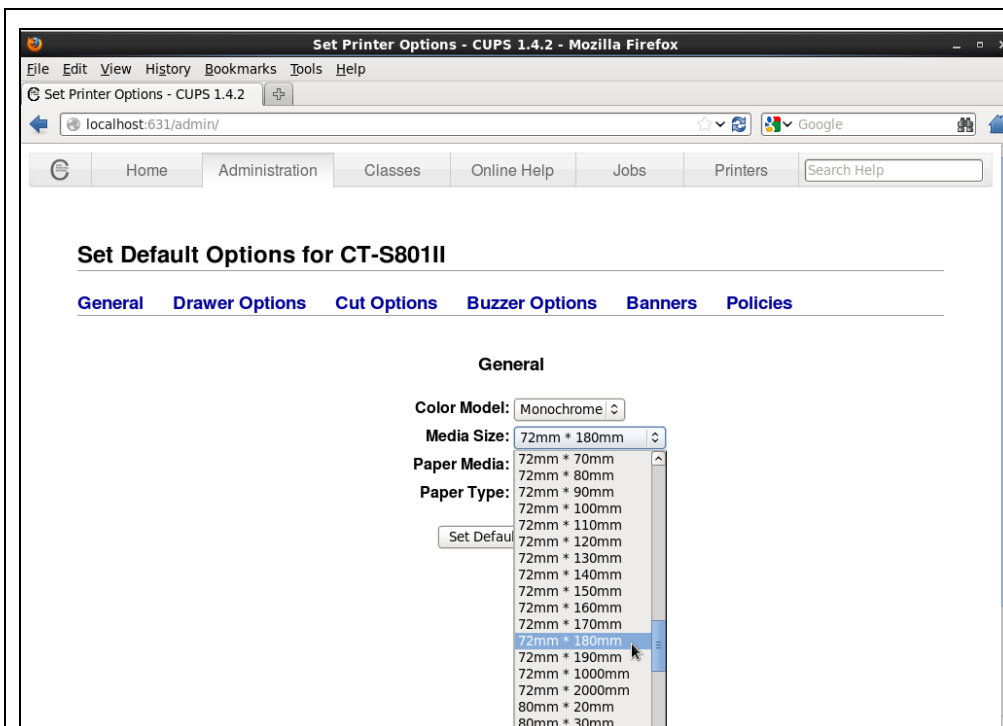 Set Printer Options - CUPS 1.4.2 - Mozilla Firefox
File Edit View History Bookmarks Tools Help
Set Printer Options - CUPS 1.4.2
localhost:631/admin/ Google
Home Administration Classes Online Help Jobs Printers Search Help
Set Default Options for CT-S801II
General Drawer Options Cut Options Buzzer Options Banners Policies
General
Color Model: Monochrome
Media Size: 72mm * 180mm
Paper Media: 72mm * 70mm
72mm * 80mm
Paper Type: 72mm * 90mm
72mm * 100mm
72mm * 110mm
Set Defaul 72mm * 120mm
72mm * 130mm
72mm * 140mm
72mm * 150mm
72mm * 160mm
72mm * 170mm
72mm * 180mm
72mm * 190mm
72mm * 1000mm
72mm * 2000mm
80mm * 20mm
80mm * 30mm